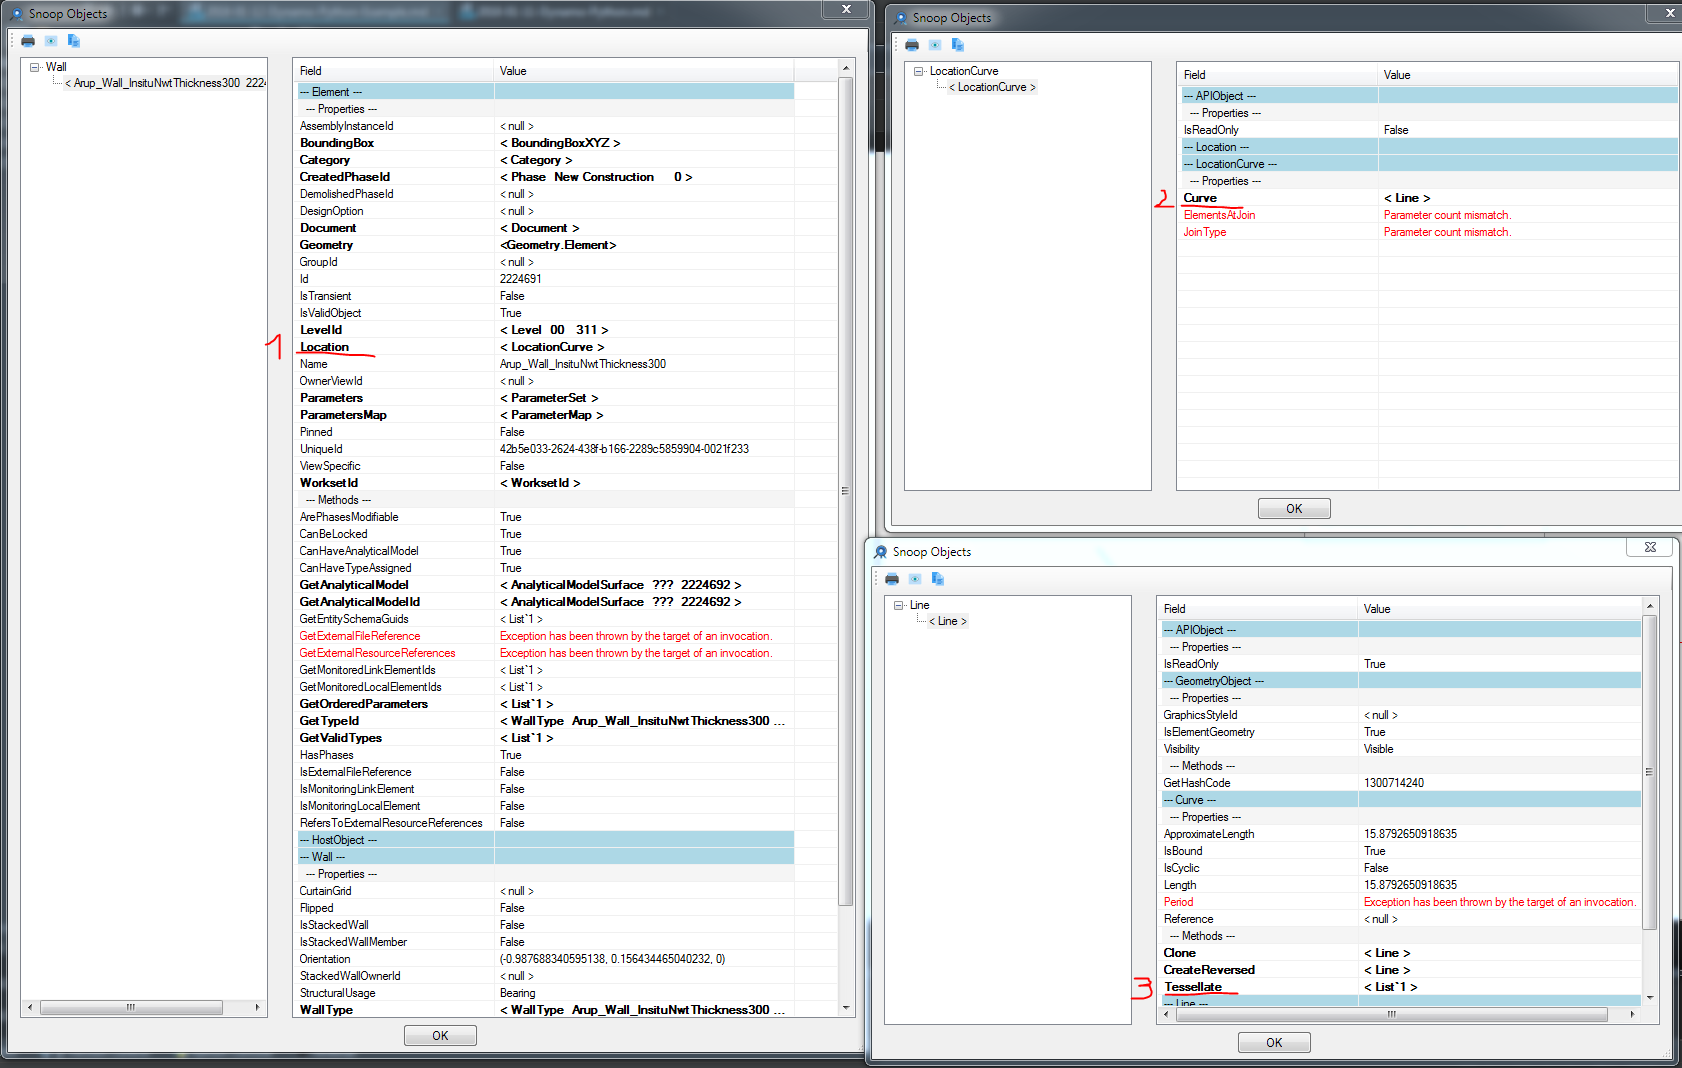 Snoop Objects
Wall
< Arup_Wall_InsituNwtThickness300 2224
Field Value
--- Element ---
--- Properties ---
AssemblyInstanceId < null >
BoundingBox < BoundingBoxXYZ >
Category < Category >
CreatedPhaseId < Phase New Construction 0 >
DemolishedPhaseId < null >
DesignOption < null >
Document < Document >
Geometry <Geometry.Element>
GroupId < null >
Id 2224691
IsTransient False
IsValidObject True
LevelId < Level 00 311 >
1 Location < LocationCurve >
Name Arup_Wall_InsituNwtThickness300
OwnerViewId < null >
Parameters < ParameterSet >
ParametersMap < ParameterMap >
Pinned False
UniqueId 42b5e033-2624-438f-b166-2289c5859904-0021f233
ViewSpecific False
WorksetId < WorksetId >
--- Methods ---
ArePhasesModifiable True
CanBeLocked True
CanHaveAnalyticalModel True
CanHaveTypeAssigned True
GetAnalyticalModel < AnalyticalModelSurface ??? 2224692 >
GetAnalyticalModelId < AnalyticalModelSurface ??? 2224692 >
GetEntitySchemaGuids < List`1 >
GetExternalFileReference Exception has been thrown by the target of an invocation.
GetExternalResourceReferences Exception has been thrown by the target of an invocation.
GetMonitoredLinkElementIds < List`1 >
GetMonitoredLocalElementIds < List`1 >
GetOrderedParameters < List`1 >
GetTypeId < WallType Arup_Wall_InsituNwtThickness300 ...
GetValidTypes < List`1 >
HasPhases True
IsExternalFileReference False
IsMonitoringLinkElement False
IsMonitoringLocalElement False
RefersToExternalResourceReferences False
--- HostObject ---
--- Wall ---
--- Properties ---
CurtainGrid < null >
Flipped False
IsStackedWall False
IsStackedWallMember False
Orientation (-0.987688340595138, 0.156434465040232, 0)
StackedWallOwnerId < null >
StructuralUsage Bearing
WallType < WallType Arup_Wall_InsituNwtThickness300 ...
OK
Snoop Objects
LocationCurve
< LocationCurve >
Field Value
--- APIObject ---
--- Properties ---
IsReadOnly False
--- Location ---
--- LocationCurve ---
--- Properties ---
2 Curve < Line >
ElementsAtJoin Parameter count mismatch.
JoinType Parameter count mismatch.
OK
Snoop Objects
Line
< Line >
Field Value
--- APIObject ---
--- Properties ---
IsReadOnly True
--- GeometryObject ---
--- Properties ---
GraphicsStyleId < null >
IsElementGeometry True
Visibility Visible
--- Methods ---
GetHashCode 1300714240
--- Curve ---
--- Properties ---
ApproximateLength 15.8792650918635
IsBound True
IsCyclic False
Length 15.8792650918635
Period Exception has been thrown by the target of an invocation.
Reference < null >
--- Methods ---
Clone < Line >
CreateReversed < Line >
3 Tessellate < List`1 >
--- Line ---
OK